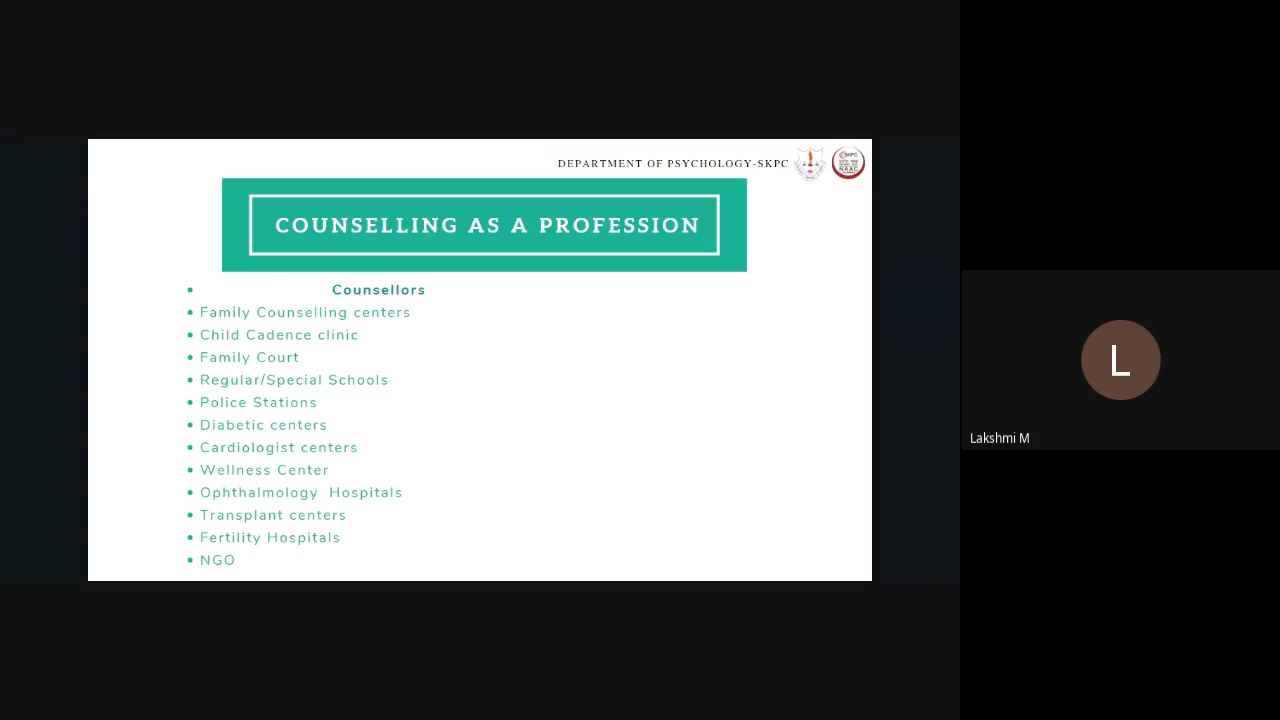 DEPARTMENT OF PSYCHOLOGY-SKPC
COUNSELLING AS A PROFESSION
Counsellors
Family Counselling centers
Child Cadence clinic
Family Court
Regular/Special Schools
Police Stations
Diabetic centers
Cardiologist centers
Wellness Center
Ophthalmology Hospitals
Transplant centers
Fertility Hospitals
NGO
L
Lakshmi M